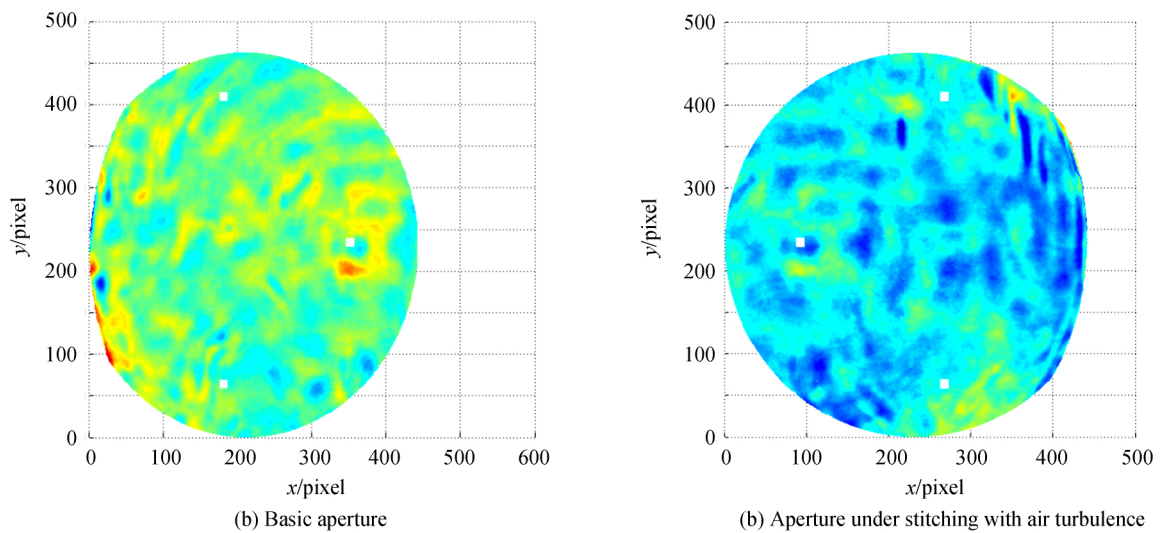 500
400
300
200
100
0
y/pixel
0 100 200 300 400 500 600
x/pixel
(b) Basic aperture
500
400
300
200
100
0
y/pixel
0 100 200 300 400 500
x/pixel
(b) Aperture under stitching with air turbulence